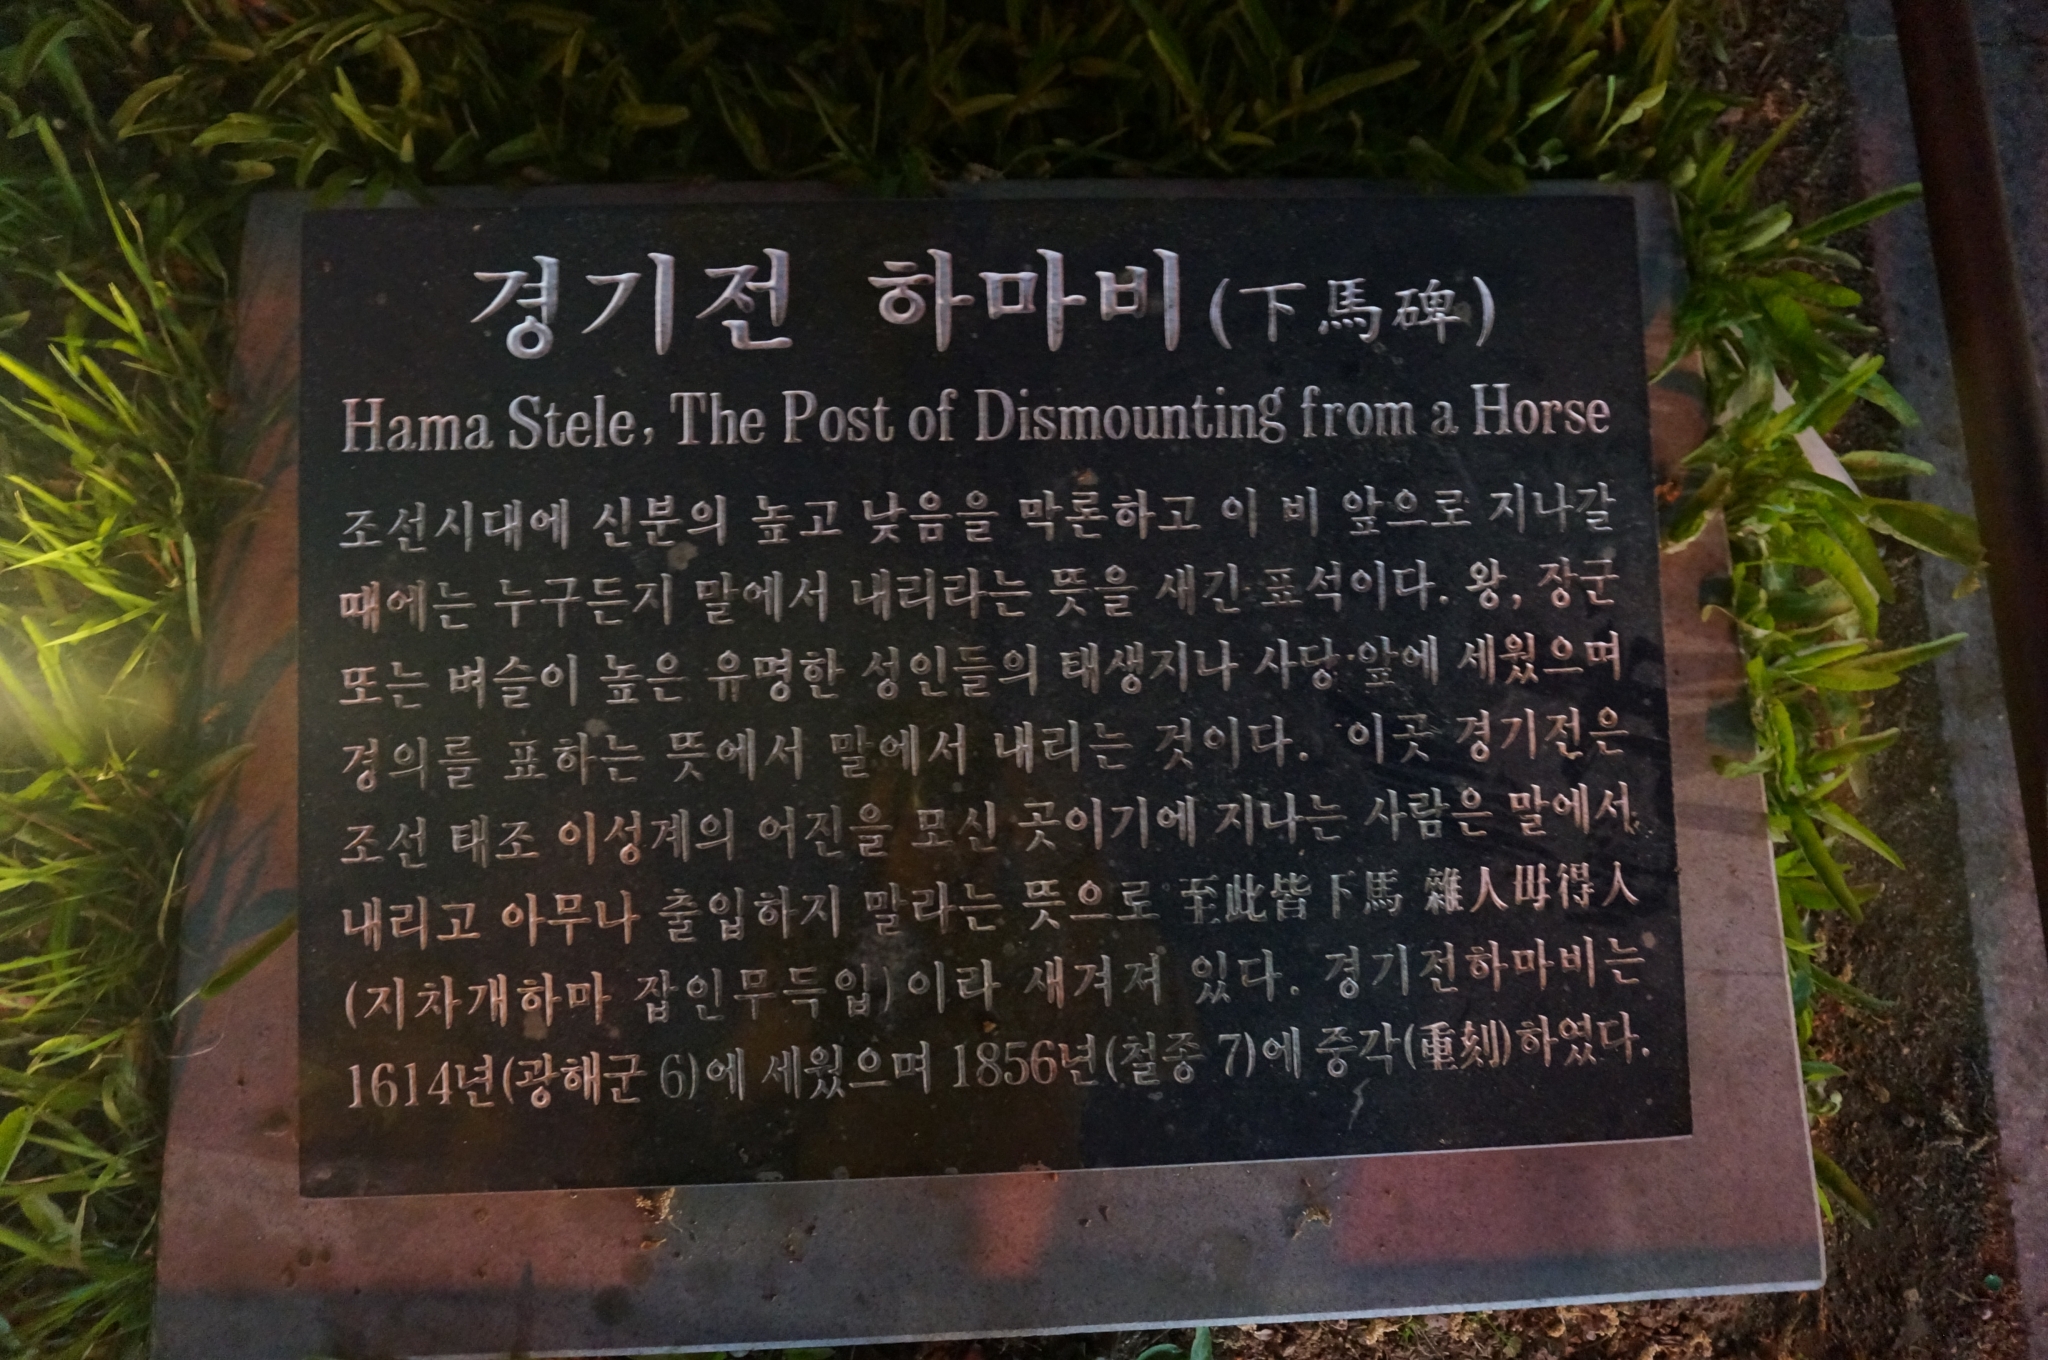 경기전 하마비(下馬碑)
Hama Stele, The Post of Dismounting from a Horse
조선시대에 신분의 높고 낮음을 막론하고 이 비 앞으로 지나갈
때에는 누구든지 말에서 내리라는 뜻을 새긴 표석이다. 왕, 장군
또는 벼슬이 높은 유명한 성인들의 태생지나 사당 앞에 세웠으며
경의를 표하는 뜻에서 말에서 내리는 것이다. 이곳 경기전은
조선 태조 이성계의 어진을 모신 곳이기에 지나는 사람은 말에서
내리고 아무나 출입하지 말라는 뜻으로 至此皆下馬 雜人毋得人
(지차개하마 잡인무득입)이라 새겨져 있다. 경기전하마비는
1614년(광해군 6)에 세웠으며 1856년(철종 7)에 중각(重刻)하였다.